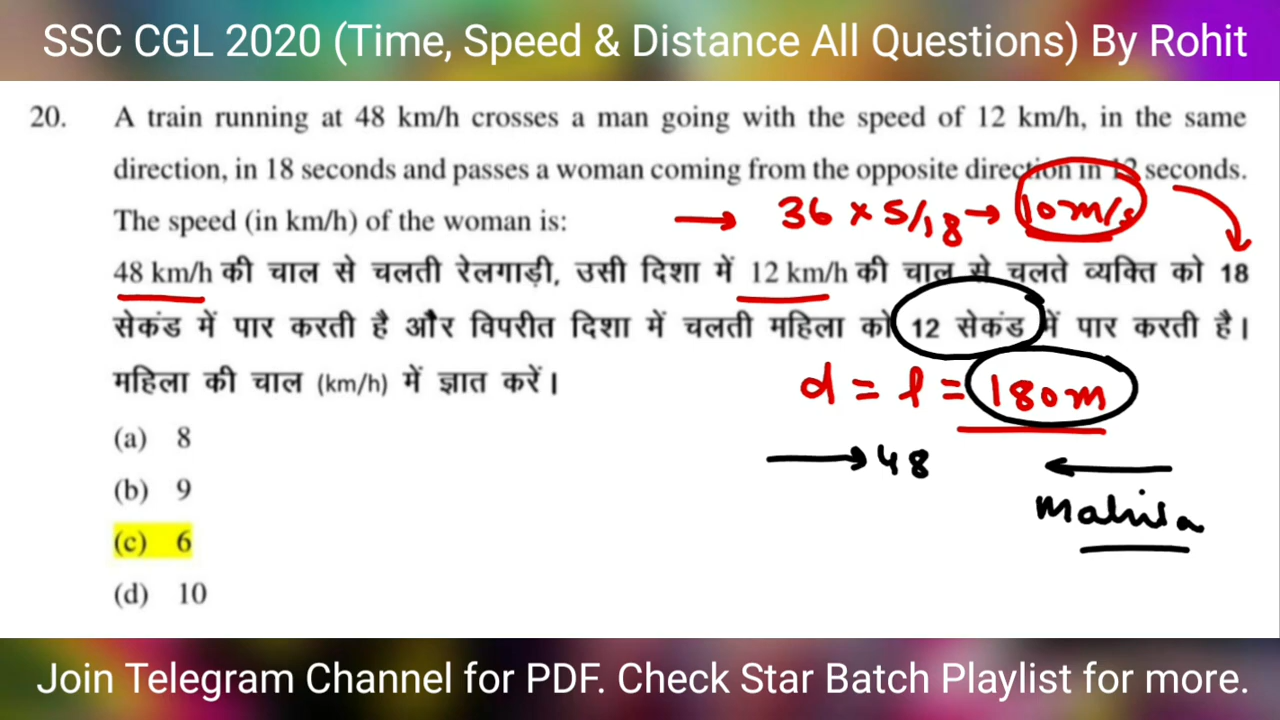 SSC CGL 2020 (Time, Speed & Distance All Questions) By Rohit
20. A train running at 48 km/h crosses a man going with the speed of 12 km/h, in the same
direction, in 18 seconds and passes a woman coming from the opposite direction in 12 seconds.
The speed (in km/h) of the woman is:
→ 36 × 5/18 → 10m/s
48 km/h की चाल से चलती रेलगाड़ी, उसी दिशा में 12 km/h की चाल से चलते व्यक्ति को 18
सेकंड में पार करती है और विपरीत दिशा में चलती महिला को 12 सेकंड में पार करती है।
महिला की चाल (km/h) में ज्ञात करें।
d = l = 180m
(a) 8
→ 48
(b) 9
Mahila
(c) 6
(d) 10
Join Telegram Channel for PDF. Check Star Batch Playlist for more.